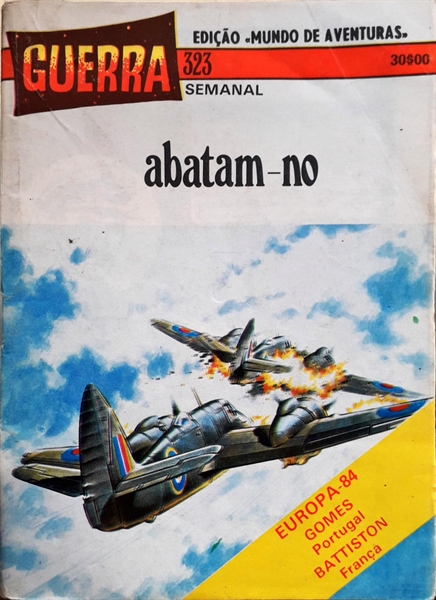 GUERRA
EDIÇÃO «MUNDO DE AVENTURAS»
323
30$00
SEMANAL
abatam-no
EUROPA-84
GOMES
Portugal
BATTISTON
França